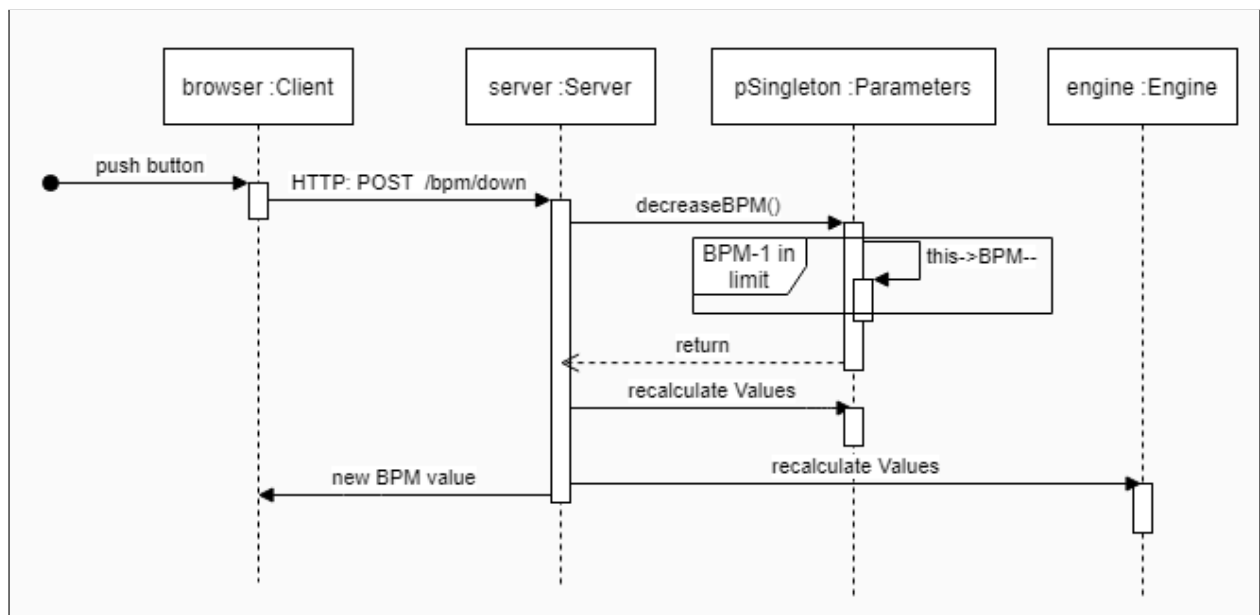 browser :Client
server :Server
pSingleton :Parameters
engine :Engine
push button
HTTP: POST  /bpm/down
decreaseBPM()
BPM-1 in
limit
this->BPM--
return
recalculate Values
recalculate Values
new BPM value